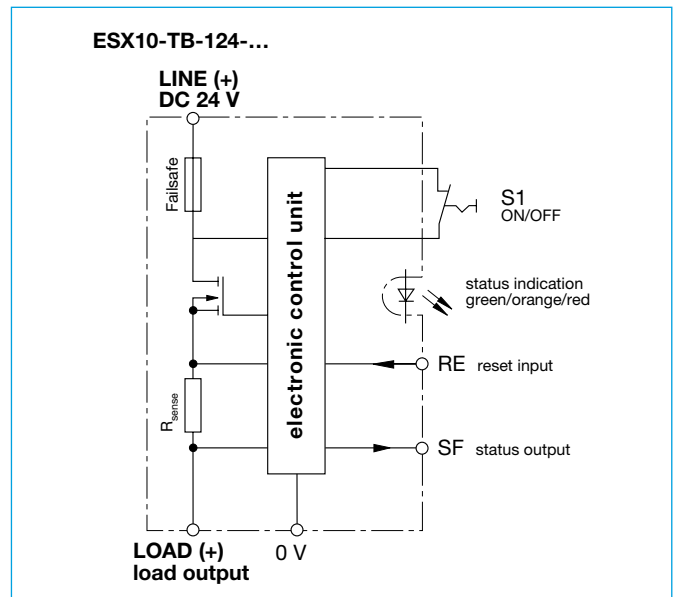 ESX10-TB-124-...
LINE (+)
DC 24 V
Failsafe
electronic control unit
S1
ON/OFF
status indication
green/orange/red
RE reset input
Rsense
SF status output
LOAD (+)
load output
0 V